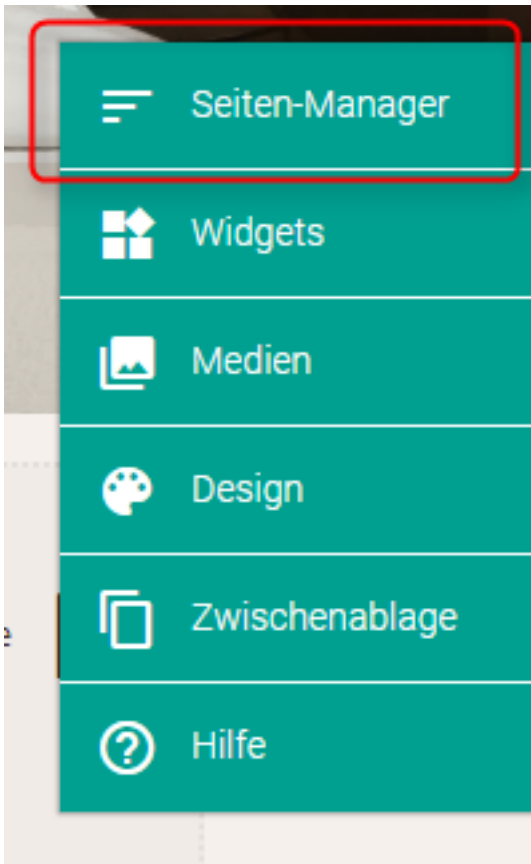 Seiten-Manager
Widgets
Medien
Design
Zwischenablage
Hilfe